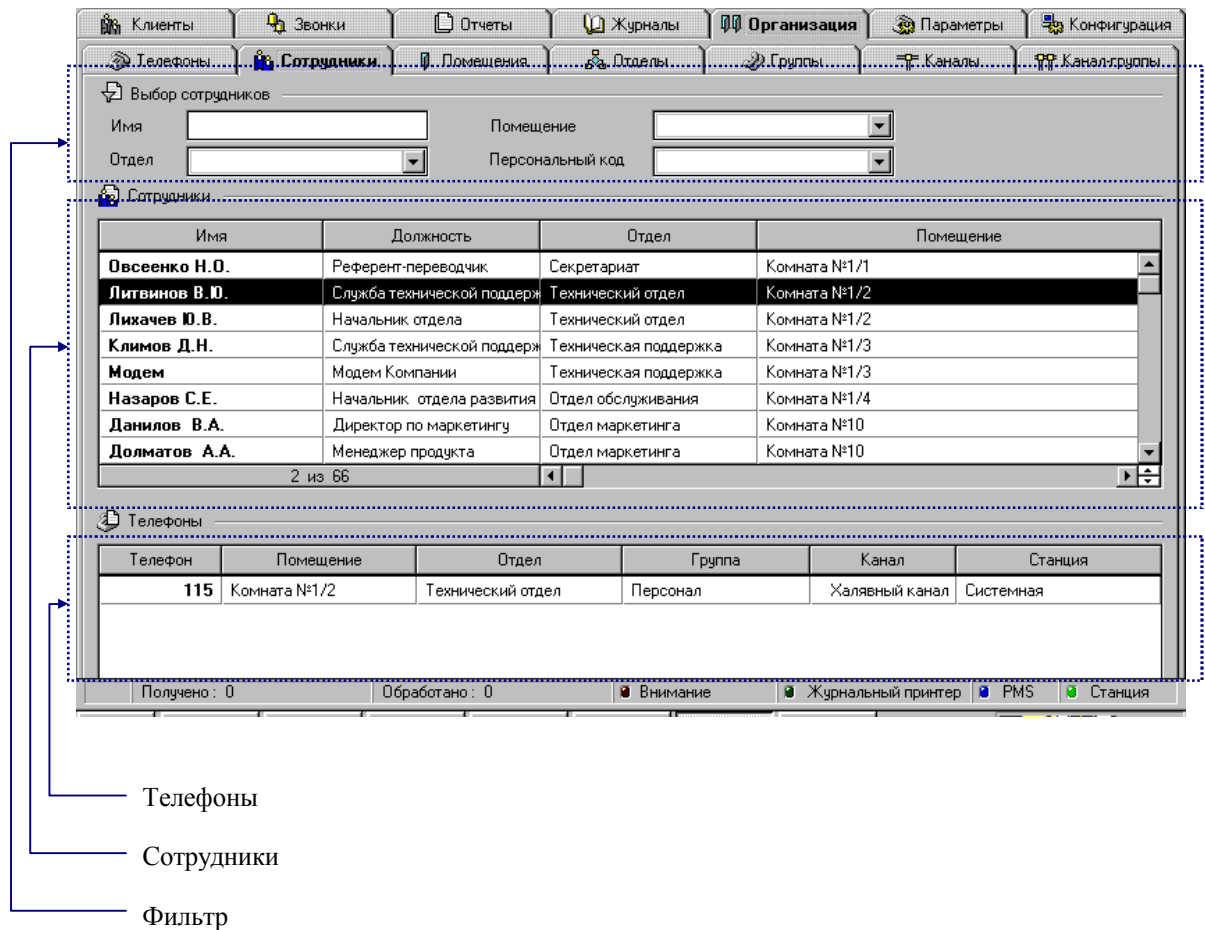 Клиенты Звонки Отчеты Журналы Организация Параметры Конфигурация
Телефоны Сотрудники Помещения Отделы Группы Каналы Канал-группы
Выбор сотрудников
Имя Помещение
Отдел Персональный код
Сотрудники
Имя Должность Отдел Помещение
Овсеенко Н.О. Референт-переводчик Секретариат Комната №1/1
Литвинов В.Ю. Служба технической поддерж Технический отдел Комната №1/2
Лихачев Ю.В. Начальник отдела Технический отдел Комната №1/2
Климов Д.Н. Служба технической поддерж Техническая поддержка Комната №1/3
Модем Модем Компании Техническая поддержка Комната №1/3
Назаров С.Е. Начальник отдела развития Отдел обслуживания Комната №1/4
Данилов В.А. Директор по маркетингу Отдел маркетинга Комната №10
Долматов А.А. Менеджер продукта Отдел маркетинга Комната №10
2 из 66
Телефоны
Телефон Помещение Отдел Группа Канал Станция
115 Комната №1/2 Технический отдел Персонал Халявный канал Системная
Получено : 0 Обработано : 0 Внимание Журнальный принтер PMS Станция
Телефоны
Сотрудники
Фильтр